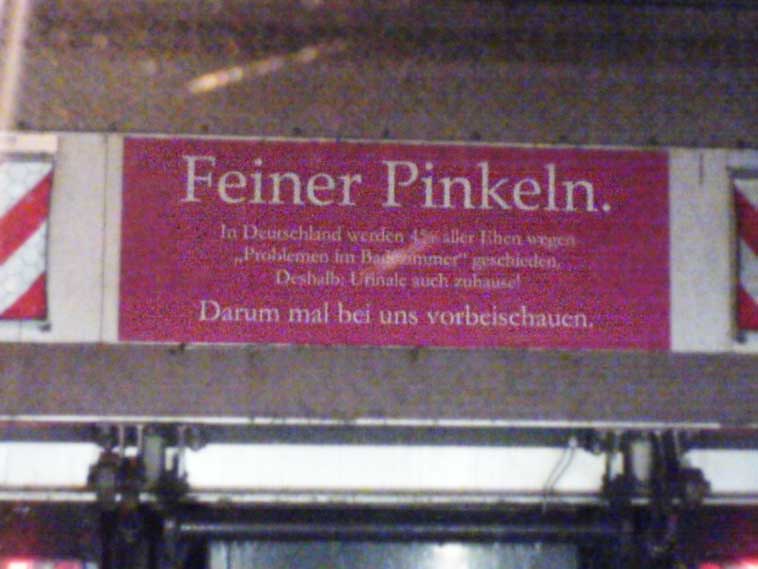 Feiner Pinkeln.
In Deutschland werden 4% aller Ehen wegen
„Problemen im Badezimmer“ geschieden.
Deshalb: Urinale auch zuhause!
Darum mal bei uns vorbeischauen.